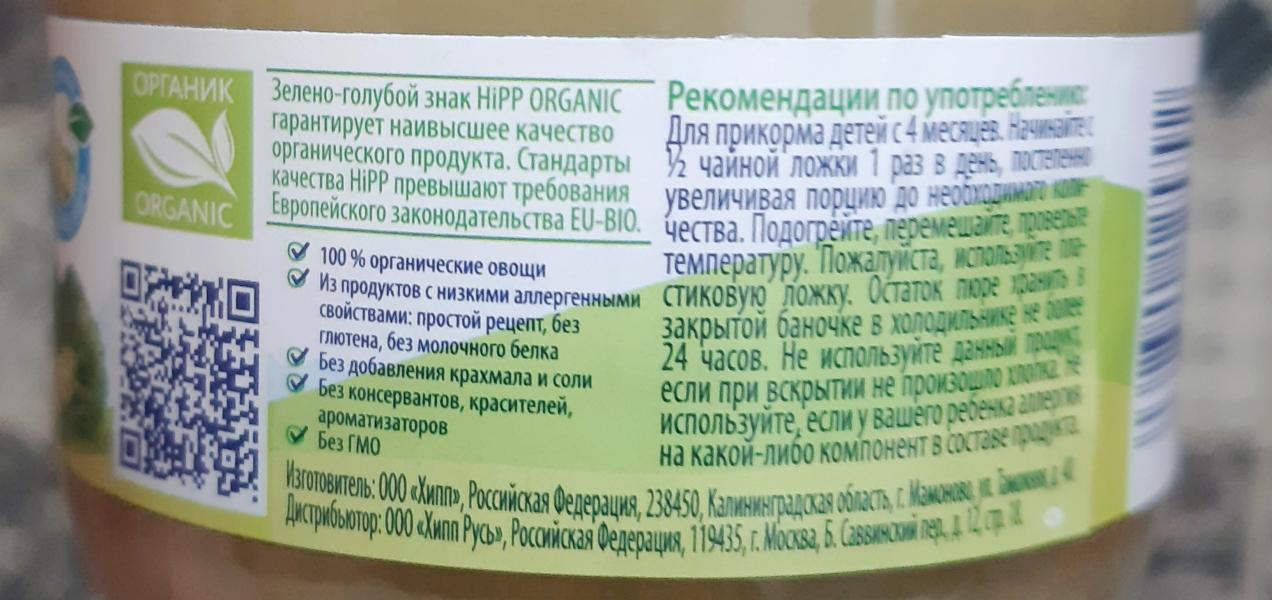 ОРГАНИК
ORGANIC
Зелено-голубой знак HiPP ORGANIC
гарантирует наивысшее качество
органического продукта. Стандарты
качества HiPP превышают требования
Европейского законодательства EU-BIO.
100 % органические овощи
Из продуктов с низкими аллергенными
свойствами: простой рецепт, без
глютена, без молочного белка
Без добавления крахмала и соли
Без консервантов, красителей,
ароматизаторов
Без ГМО
Рекомендации по употреблению:
Для прикорма детей с 4 месяцев. Начинайте с
½ чайной ложки 1 раз в день, постепенно
увеличивая порцию до необходимого коли-
чества. Подогрейте, перемешайте, проверьте
температуру. Пожалуйста, используйте пла-
стиковую ложку. Остаток пюре хранить в
закрытой баночке в холодильнике не более
24 часов. Не используйте данный продукт,
если при вскрытии не произошло хлопка. Не
используйте, если у вашего ребенка аллергия
на какой-либо компонент в составе продукта.
Изготовитель: ООО «Хипп», Российская Федерация, 238450, Калининградская область, г. Мамоново, ул. Таможенная, д. 40.
Дистрибьютор: ООО «Хипп Русь», Российская Федерация, 119435, г. Москва, Б. Саввинский пер., д. 12, стр.